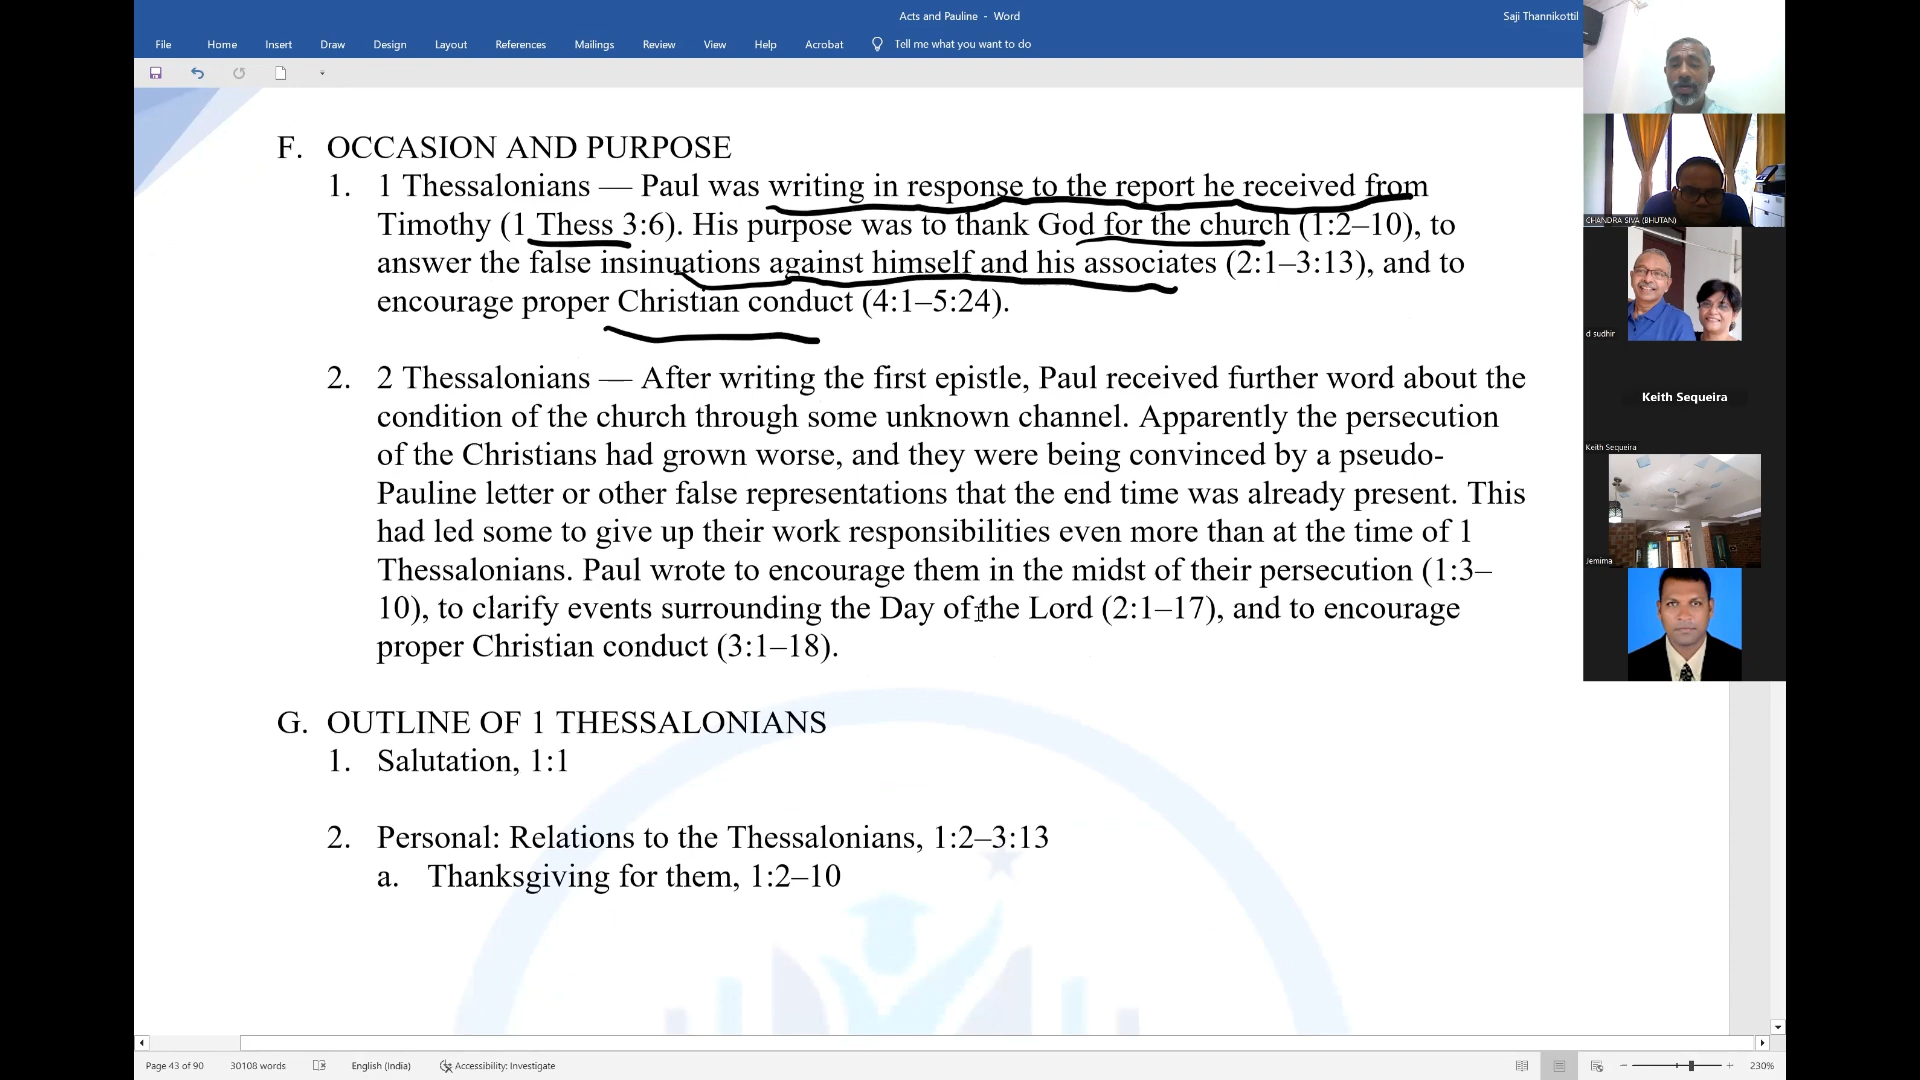 Acts and Pauline - Word
Saji Thannikottil
File Home Insert Draw Design Layout References Mailings Review View Help Acrobat Tell me what you want to do
F. OCCASION AND PURPOSE
1. 1 Thessalonians — Paul was writing in response to the report he received from
Timothy (1 Thess 3:6). His purpose was to thank God for the church (1:2–10), to
answer the false insinuations against himself and his associates (2:1–3:13), and to
encourage proper Christian conduct (4:1–5:24).
2. 2 Thessalonians — After writing the first epistle, Paul received further word about the
condition of the church through some unknown channel. Apparently the persecution
of the Christians had grown worse, and they were being convinced by a pseudo-
Pauline letter or other false representations that the end time was already present. This
had led some to give up their work responsibilities even more than at the time of 1
Thessalonians. Paul wrote to encourage them in the midst of their persecution (1:3–
10), to clarify events surrounding the Day of the Lord (2:1–17), and to encourage
proper Christian conduct (3:1–18).
G. OUTLINE OF 1 THESSALONIANS
1. Salutation, 1:1
2. Personal: Relations to the Thessalonians, 1:2–3:13
a. Thanksgiving for them, 1:2–10
CHANDRA SIVA (BHUTAN)
d sudhir
Keith Sequeira
Keith Sequeira
Jemima
Page 43 of 90 30108 words English (India) Accessibility: Investigate 230%